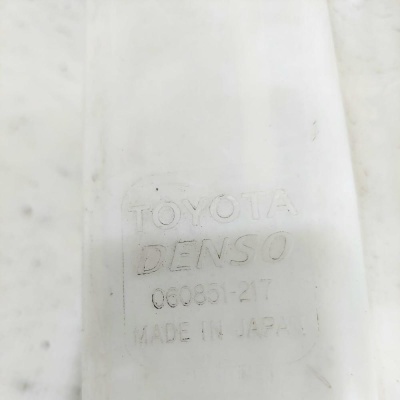 TOYOTA
DENSO
060851-217
MADE IN JAPAN